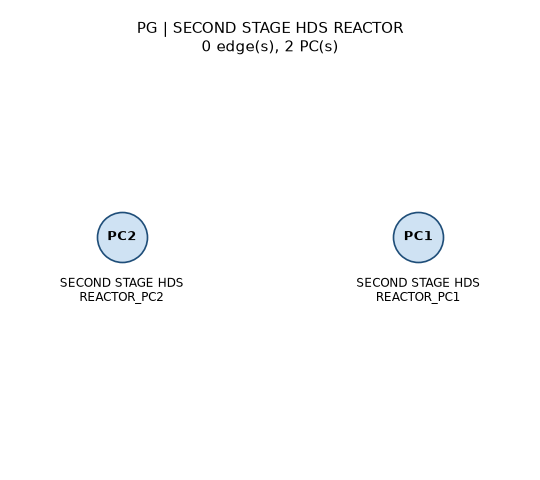 PG | SECOND STAGE HDS REACTOR
0 edge(s), 2 PC(s)
PC2
PC1
SECOND STAGE HDS
REACTOR_PC2
SECOND STAGE HDS
REACTOR_PC1